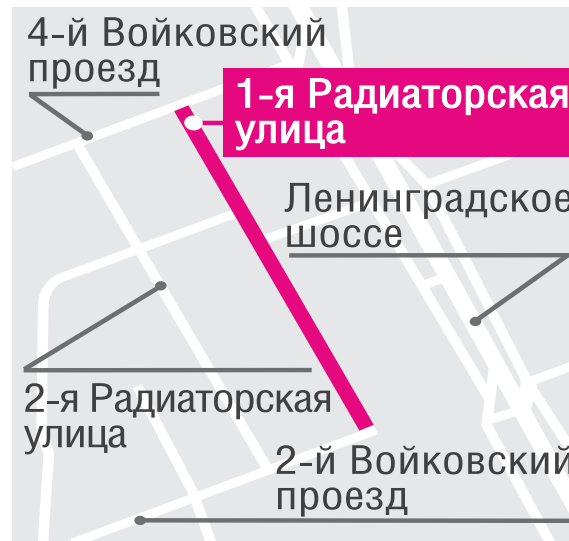 4-й Войковский
проезд
1-я Радиаторская
улица
Ленинградское
шоссе
2-я Радиаторская
улица
2-й Войковский
проезд